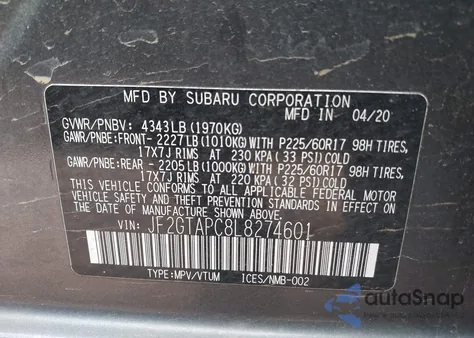 MFD BY SUBARU CORPORATION
MFD IN 04/20
GVWR/PNBV: 4343LB (1970KG)
GAWR/PNBE:FRONT- 2227LB (1010KG)WITH P225/60R17 98H TIRES,
17X7J RIMS AT 230 KPA (33 PSI)COLD
GAWR/PNBE:REAR - 2205LB (1000KG)WITH P225/60R17 98H TIRES,
17X7J RIMS AT 220 KPA (32 PSI)COLD
THIS VEHICLE CONFORMS TO ALL APPLICABLE FEDERAL MOTOR
VEHICLE SAFETY, BUMPER, AND THEFT PREVENTION STANDARDS IN EFFECT
ON THE DATE OF MANUFACTURE SHOWN ABOVE.
VIN: JF2GTAPC8L8274601
TYPE:MPV/VTUM ICES/NMB-002
autoSnap